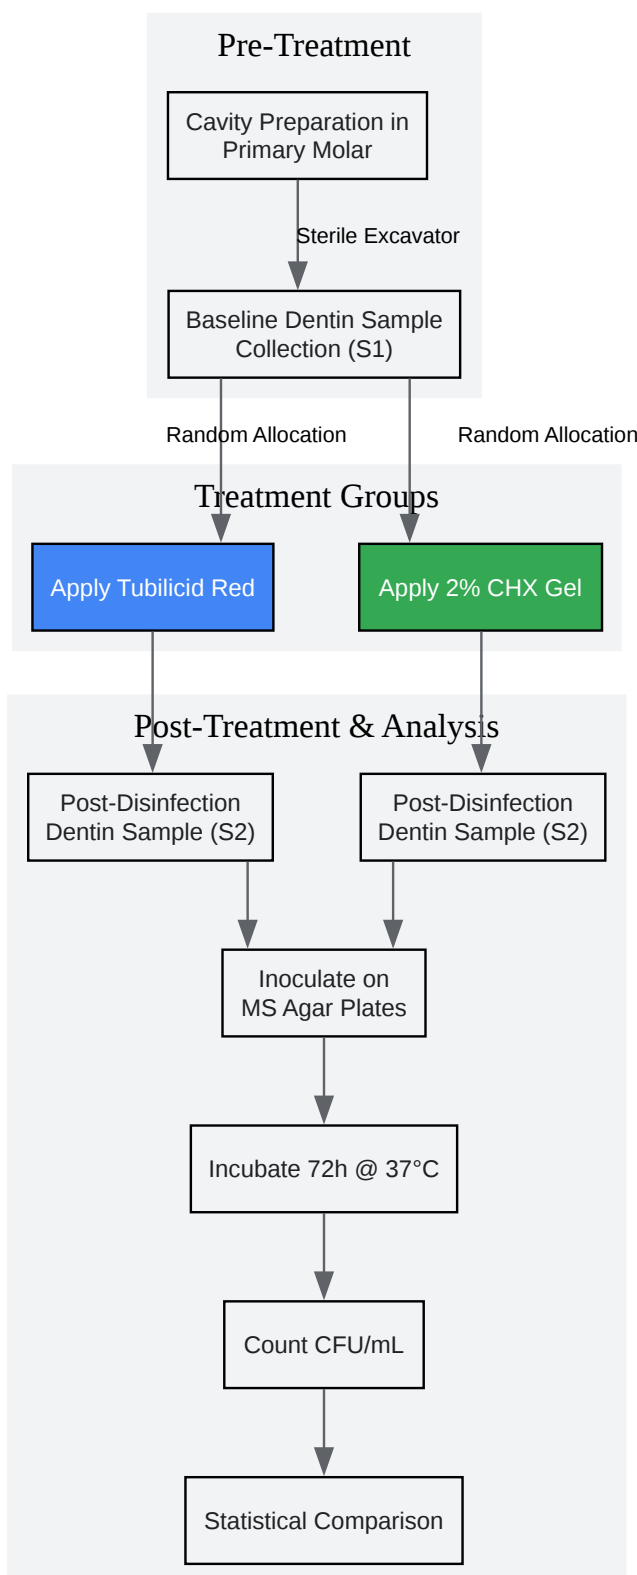 Pre-Treatment
Cavity Preparation in
Primary Molar
Sterile Excavator
Baseline Dentin Sample
Collection (S1)
Random Allocation
Random Allocation
Treatment Groups
Apply Tubilicid Red
Apply 2% CHX Gel
Post-Treatment & Analysis
Post-Disinfection
Dentin Sample (S2)
Post-Disinfection
Dentin Sample (S2)
Inoculate on
MS Agar Plates
Incubate 72h @ 37°C
Count CFU/mL
Statistical Comparison